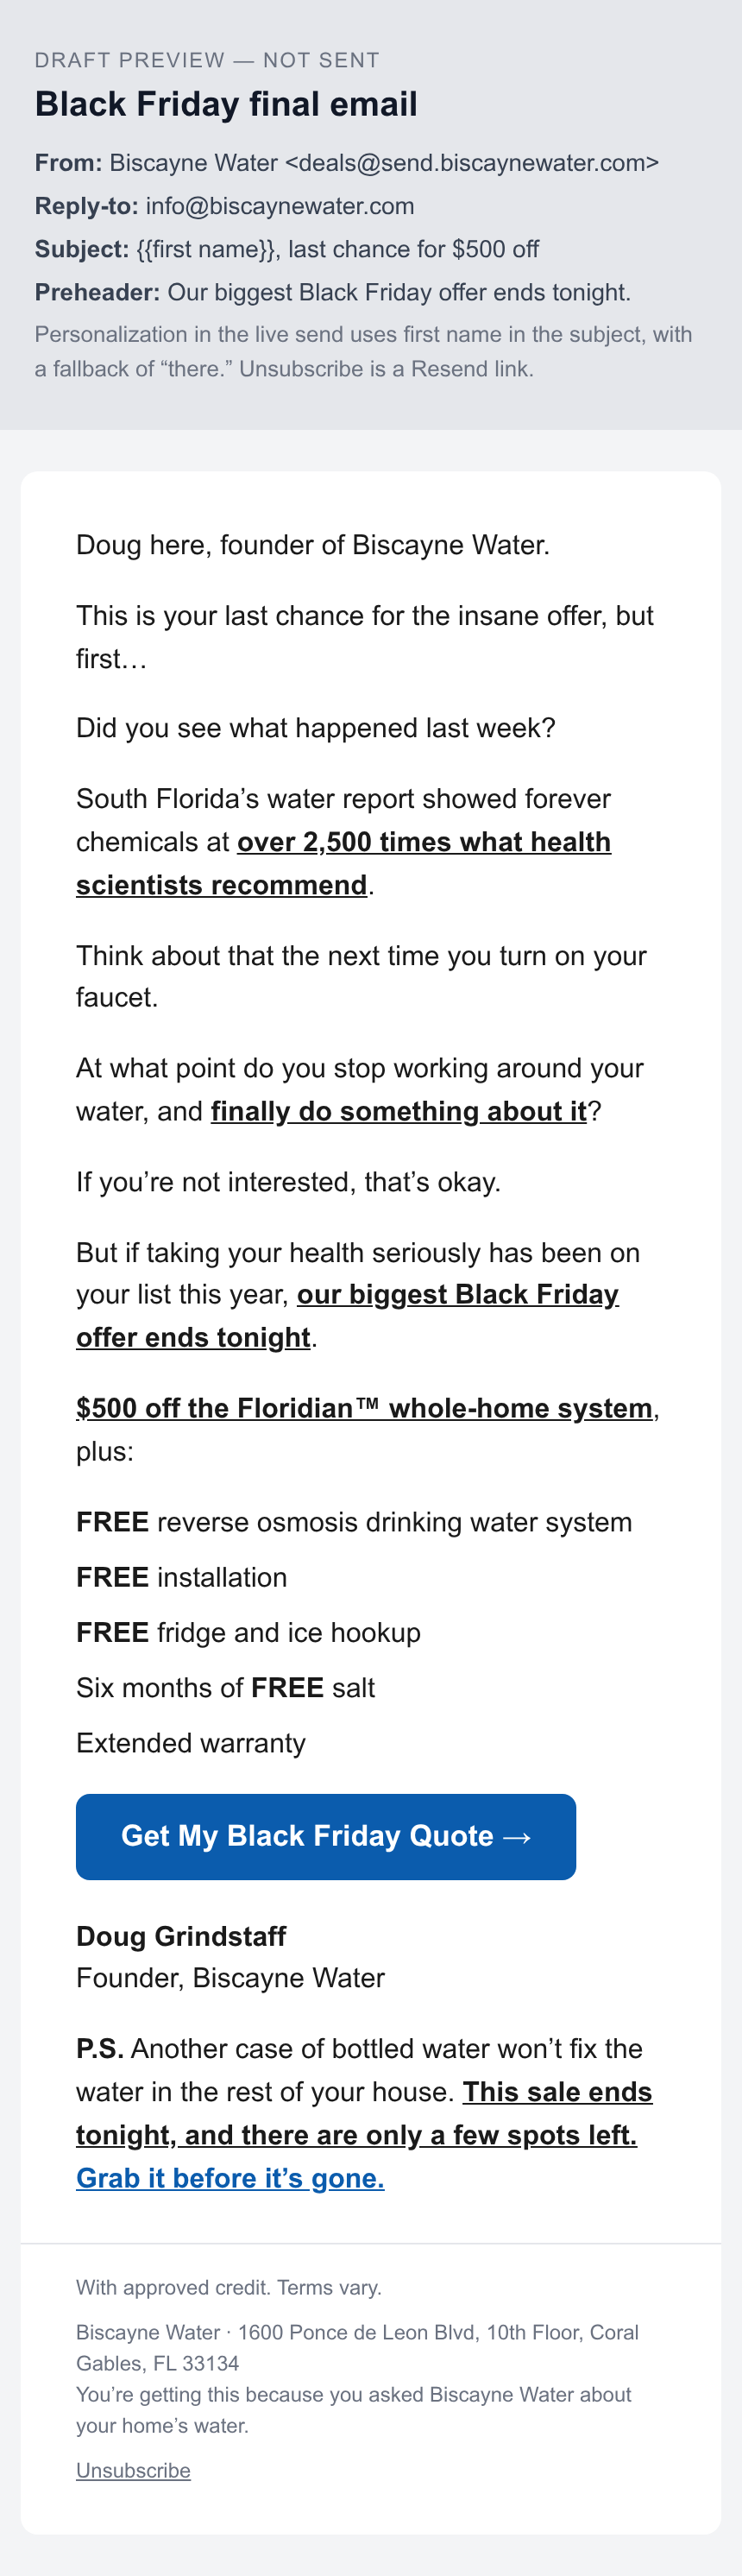 DRAFT PREVIEW — NOT SENT
Black Friday final email
From: Biscayne Water <deals@send.biscaynewater.com>
Reply-to: info@biscaynewater.com
Subject: {{first name}}, last chance for $500 off
Preheader: Our biggest Black Friday offer ends tonight.
Personalization in the live send uses first name in the subject, with
a fallback of “there.” Unsubscribe is a Resend link.
Doug here, founder of Biscayne Water.
This is your last chance for the insane offer, but
first…
Did you see what happened last week?
South Florida’s water report showed forever
chemicals at over 2,500 times what health
scientists recommend.
Think about that the next time you turn on your
faucet.
At what point do you stop working around your
water, and finally do something about it?
If you’re not interested, that’s okay.
But if taking your health seriously has been on
your list this year, our biggest Black Friday
offer ends tonight.
$500 off the Floridian™ whole-home system,
plus:
FREE reverse osmosis drinking water system
FREE installation
FREE fridge and ice hookup
Six months of FREE salt
Extended warranty
Get My Black Friday Quote →
Doug Grindstaff
Founder, Biscayne Water
P.S. Another case of bottled water won’t fix the
water in the rest of your house. This sale ends
tonight, and there are only a few spots left.
Grab it before it’s gone.
With approved credit. Terms vary.
Biscayne Water · 1600 Ponce de Leon Blvd, 10th Floor, Coral
Gables, FL 33134
You’re getting this because you asked Biscayne Water about
your home’s water.
Unsubscribe